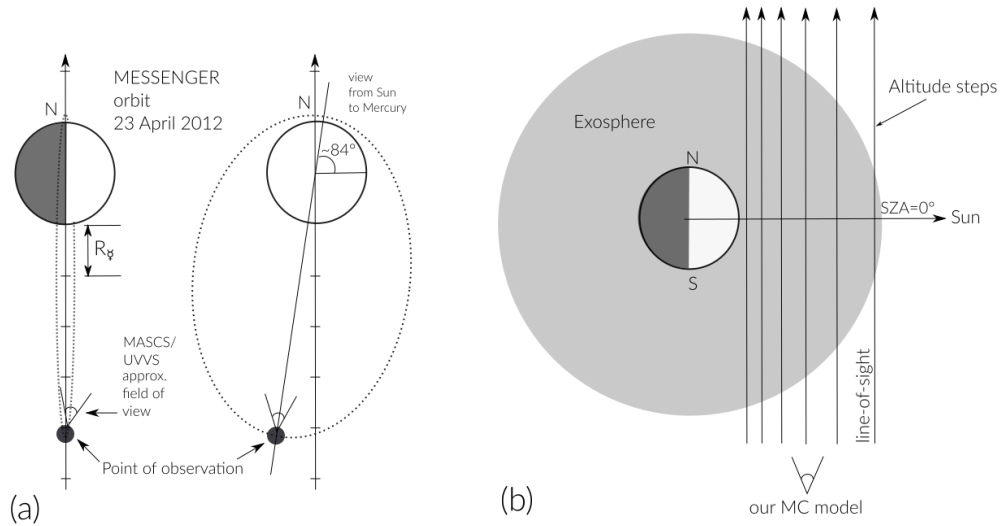 MESSENGER
orbit
23 April 2012
N
R☿
MASCS/
UVVS
approx.
field of
view
Point of observation
(a)
view
from Sun
to Mercury
N
~84°
Exosphere
N
S
Altitude steps
SZA=0°
Sun
line-of-sight
our MC model
(b)